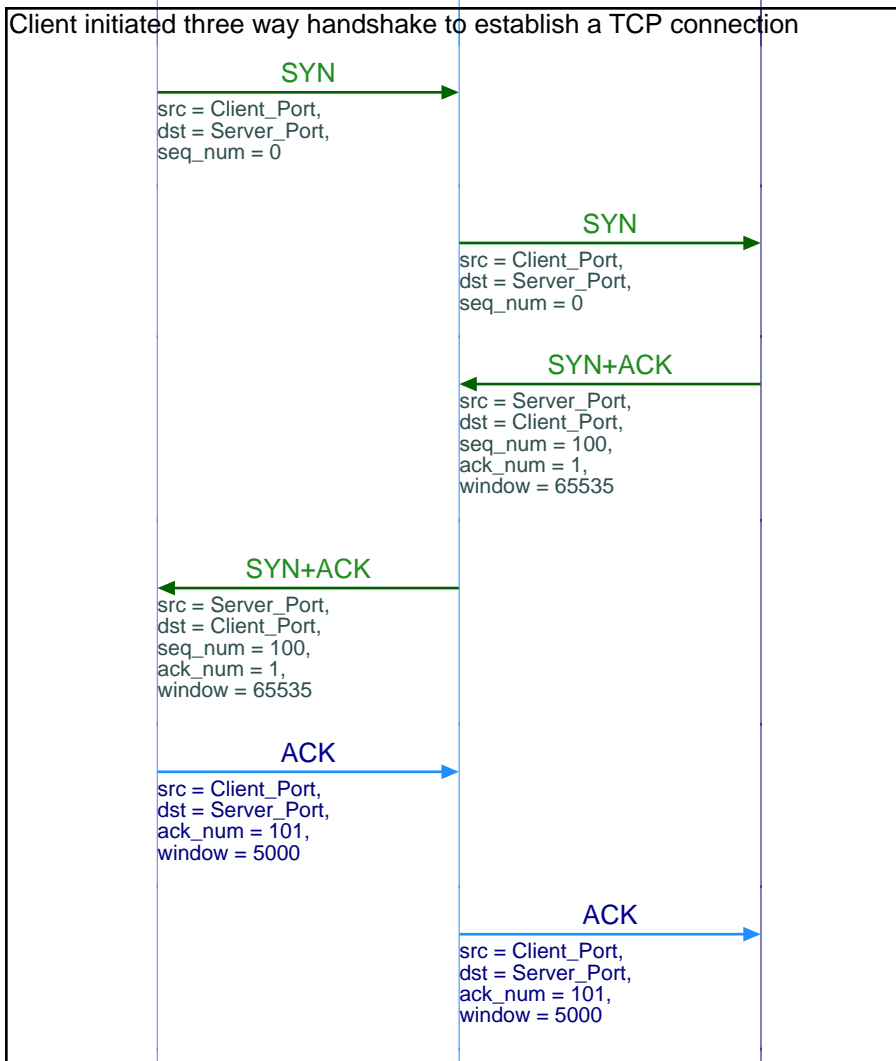 Client initiated three way handshake to establish a TCP connection
SYN
src = Client_Port,
dst = Server_Port,
seq_num = 0
SYN
src = Client_Port,
dst = Server_Port,
seq_num = 0
SYN+ACK
src = Server_Port,
dst = Client_Port,
seq_num = 100,
ack_num = 1,
window = 65535
SYN+ACK
src = Server_Port,
dst = Client_Port,
seq_num = 100,
ack_num = 1,
window = 65535
ACK
src = Client_Port,
dst = Server_Port,
ack_num = 101,
window = 5000
ACK
src = Client_Port,
dst = Server_Port,
ack_num = 101,
window = 5000